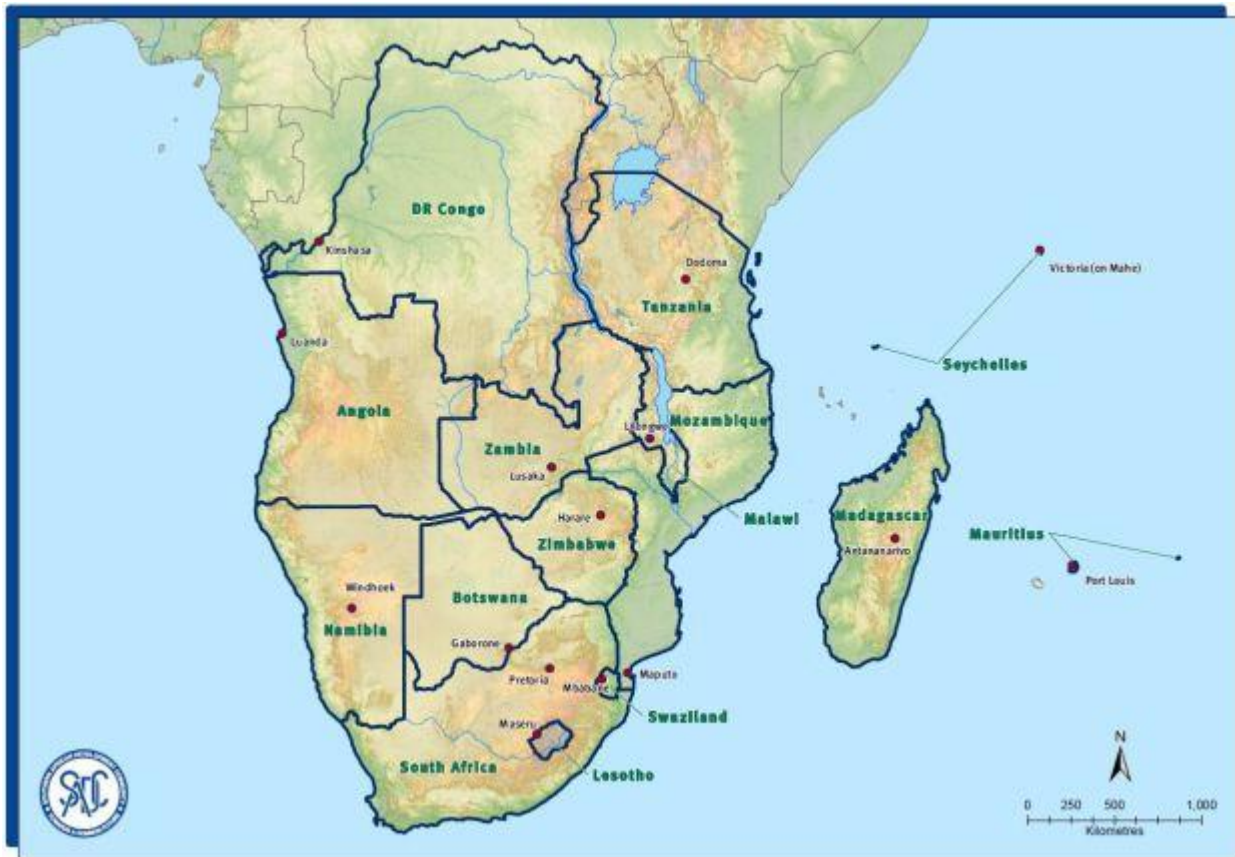 DR Congo
Kinshasa
Dodoma
Victoria (on Mahe)
Tanzania
Luanda
Seychelles
Angola
Mozambique
Lilongwe
Zambia
Lusaka
Harare
Malawi
Madagascar
Zimbabwe
Mauritius
Antananarivo
Port Louis
Windhoek
Botswana
Namibia
Gaborone
Pretoria
Mbabane
Maputo
Swaziland
Maseru
South Africa
Lesotho
N
0 250 500 1,000
Kilometres
SADC